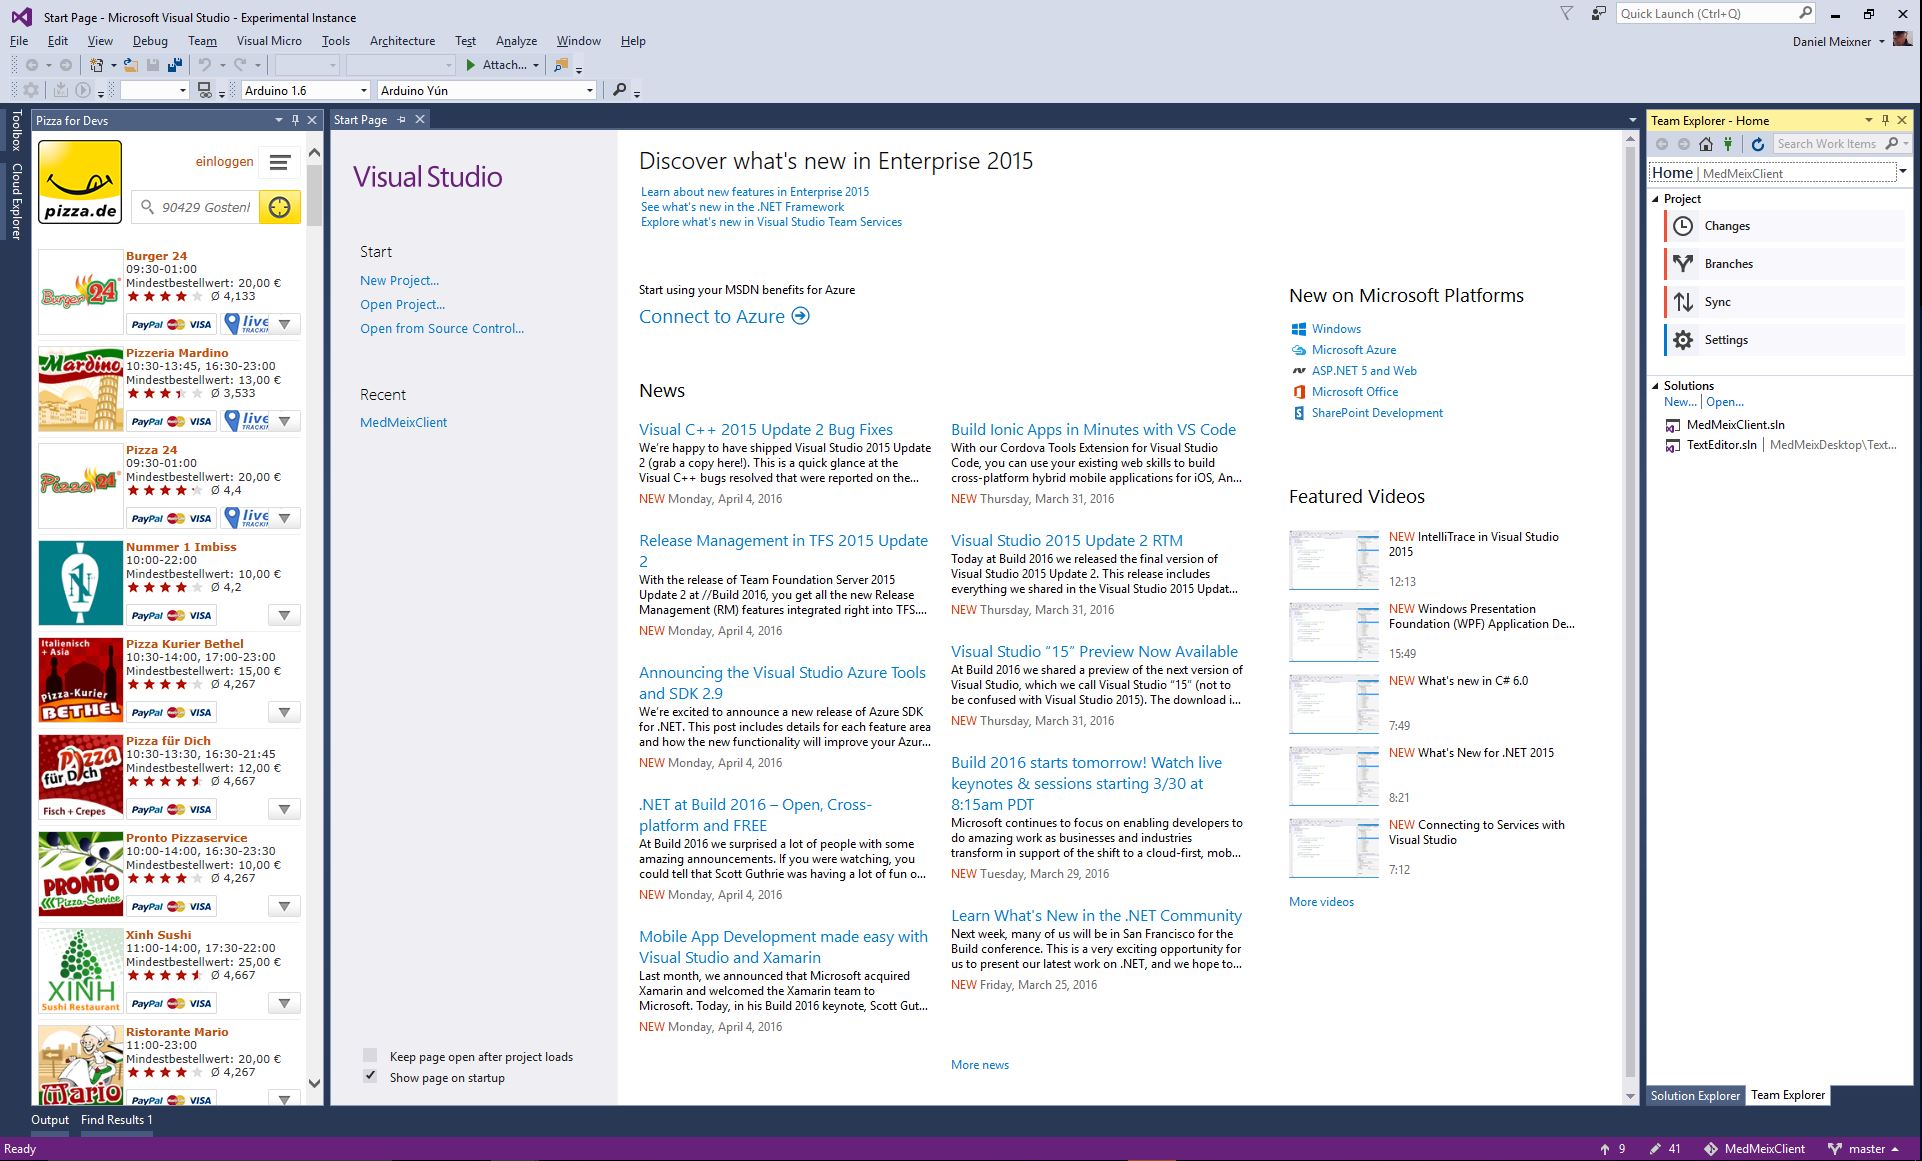 Start Page - Microsoft Visual Studio - Experimental Instance
Quick Launch (Ctrl+Q)
File Edit View Debug Team Visual Micro Tools Architecture Test Analyze Window Help
Daniel Meixner
Attach...
Arduino 1.6
Arduino Yún
Toolbox
Cloud Explorer
Pizza for Devs
pizza.de
einloggen
90429 Gostenh
Burger 24
Burger 24
09:30-01:00
Mindestbestellwert: 20,00 €
Ø 4,133
PayPal VISA
live
TRACKIN
Mardino
Pizzeria Mardino
10:30-13:45, 16:30-23:00
Mindestbestellwert: 13,00 €
Ø 3,533
PayPal VISA
live
TRACKIN
Pizza 24
Pizza 24
09:30-01:00
Mindestbestellwert: 20,00 €
Ø 4,4
PayPal VISA
live
TRACKIN
N
Nummer 1 Imbiss
10:00-22:00
Mindestbestellwert: 10,00 €
Ø 4,2
PayPal VISA
Italienisch
+ Asia
Pizza-Kurier
BETHEL
Pizza Kurier Bethel
10:30-14:00, 17:00-23:00
Mindestbestellwert: 15,00 €
Ø 4,267
PayPal VISA
Pizza
für Dich
Fisch + Crepes
Pizza für Dich
10:30-13:30, 16:30-21:45
Mindestbestellwert: 12,00 €
Ø 4,667
PayPal VISA
PRONTO
Pizza-Service
Pronto Pizzaservice
10:00-14:00, 16:30-23:30
Mindestbestellwert: 10,00 €
Ø 4,267
PayPal VISA
XINH
Sushi Restaurant
Xinh Sushi
11:00-14:00, 17:30-22:00
Mindestbestellwert: 25,00 €
Ø 4,667
PayPal VISA
Mario
Ristorante Mario
11:00-23:00
Mindestbestellwert: 20,00 €
Ø 4,267
PayPal VISA
Start Page
Visual Studio
Start
New Project...
Open Project...
Open from Source Control...
Recent
MedMeixClient
Keep page open after project loads
Show page on startup
Discover what's new in Enterprise 2015
Learn about new features in Enterprise 2015
See what's new in the .NET Framework
Explore what's new in Visual Studio Team Services
Start using your MSDN benefits for Azure
Connect to Azure
News
Visual C++ 2015 Update 2 Bug Fixes
We're happy to have shipped Visual Studio 2015 Update
2 (grab a copy here!). This is a quick glance at the
Visual C++ bugs resolved that were reported on the...
NEW Monday, April 4, 2016
Release Management in TFS 2015 Update
2
With the release of Team Foundation Server 2015
Update 2 at //Build 2016, you get all the new Release
Management (RM) features integrated right into TFS....
NEW Monday, April 4, 2016
Announcing the Visual Studio Azure Tools
and SDK 2.9
We're excited to announce a new release of Azure SDK
for .NET. This post includes details for each feature area
and how the new functionality will improve your Azur...
NEW Monday, April 4, 2016
.NET at Build 2016 – Open, Cross-
platform and FREE
At Build 2016 we surprised a lot of people with some
amazing announcements. If you were watching, you
could tell that Scott Guthrie was having a lot of fun o...
NEW Monday, April 4, 2016
Mobile App Development made easy with
Visual Studio and Xamarin
Last month, we announced that Microsoft acquired
Xamarin and welcomed the Xamarin team to
Microsoft. Today, in his Build 2016 keynote, Scott Gut...
NEW Monday, April 4, 2016
Build Ionic Apps in Minutes with VS Code
With our Cordova Tools Extension for Visual Studio
Code, you can use your existing web skills to build
cross-platform hybrid mobile applications for iOS, An...
NEW Thursday, March 31, 2016
Visual Studio 2015 Update 2 RTM
Today at Build 2016 we released the final version of
Visual Studio 2015 Update 2. This release includes
everything we shared in the Visual Studio 2015 Updat...
NEW Thursday, March 31, 2016
Visual Studio “15” Preview Now Available
At Build 2016 we shared a preview of the next version of
Visual Studio, which we call Visual Studio “15” (not to
be confused with Visual Studio 2015). The download i...
NEW Thursday, March 31, 2016
Build 2016 starts tomorrow! Watch live
keynotes & sessions starting 3/30 at
8:15am PDT
Microsoft continues to focus on enabling developers to
do amazing work as businesses and industries
transform in support of the shift to a cloud-first, mob...
NEW Tuesday, March 29, 2016
Learn What's New in the .NET Community
Next week, many of us will be in San Francisco for the
Build conference. This is a very exciting opportunity for
us to present our latest work on .NET, and we hope to...
NEW Friday, March 25, 2016
More news
New on Microsoft Platforms
Windows
Microsoft Azure
ASP.NET 5 and Web
Microsoft Office
SharePoint Development
Featured Videos
NEW IntelliTrace in Visual Studio
2015
12:13
NEW Windows Presentation
Foundation (WPF) Application De...
15:49
NEW What's new in C# 6.0
7:49
NEW What's New for .NET 2015
8:21
NEW Connecting to Services with
Visual Studio
7:12
More videos
Team Explorer - Home
Search Work Items
Home | MedMeixClient
Project
Changes
Branches
Sync
Settings
Solutions
New... | Open...
MedMeixClient.sln
TextEditor.sln | MedMeixDesktop\Text...
Solution Explorer Team Explorer
Output Find Results 1
Ready
9 41 MedMeixClient master